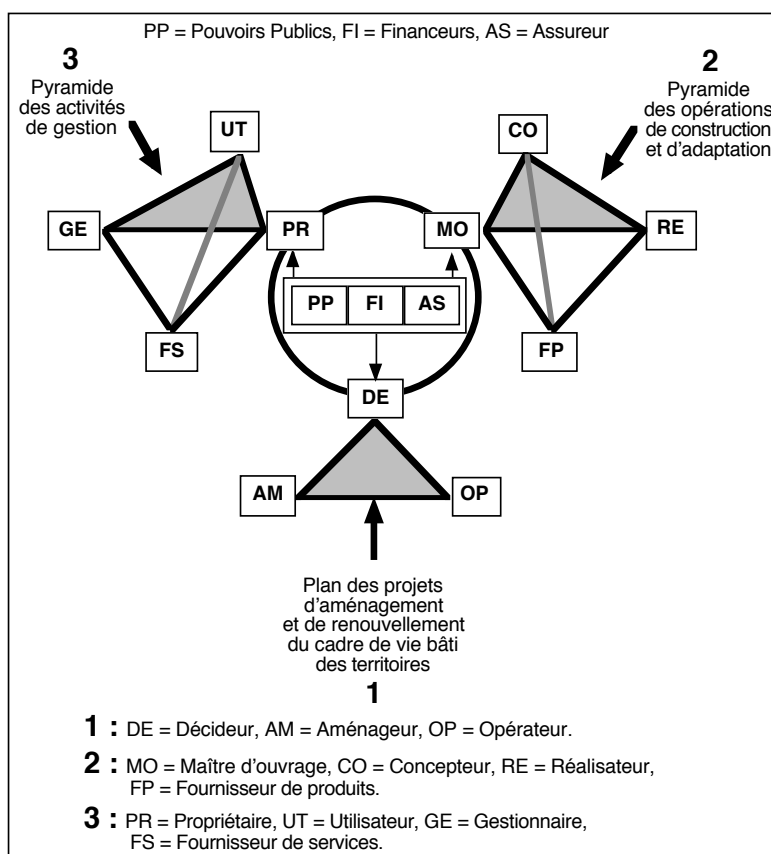 PP = Pouvoirs Publics, FI = Financeurs, AS = Assureur
3
Pyramide
des activités
de gestion
2
Pyramide
des opérations
de construction
et d'adaptation
UT
CO
GE
PR
MO
RE
PP FI AS
FS
FP
DE
AM
OP
Plan des projets
d'aménagement
et de renouvellement
du cadre de vie bâti
des territoires
1
1 : DE = Décideur, AM = Aménageur, OP = Opérateur.
2 : MO = Maître d'ouvrage, CO = Concepteur, RE = Réalisateur,
FP = Fournisseur de produits.
3 : PR = Propriétaire, UT = Utilisateur, GE = Gestionnaire,
FS = Fournisseur de services.